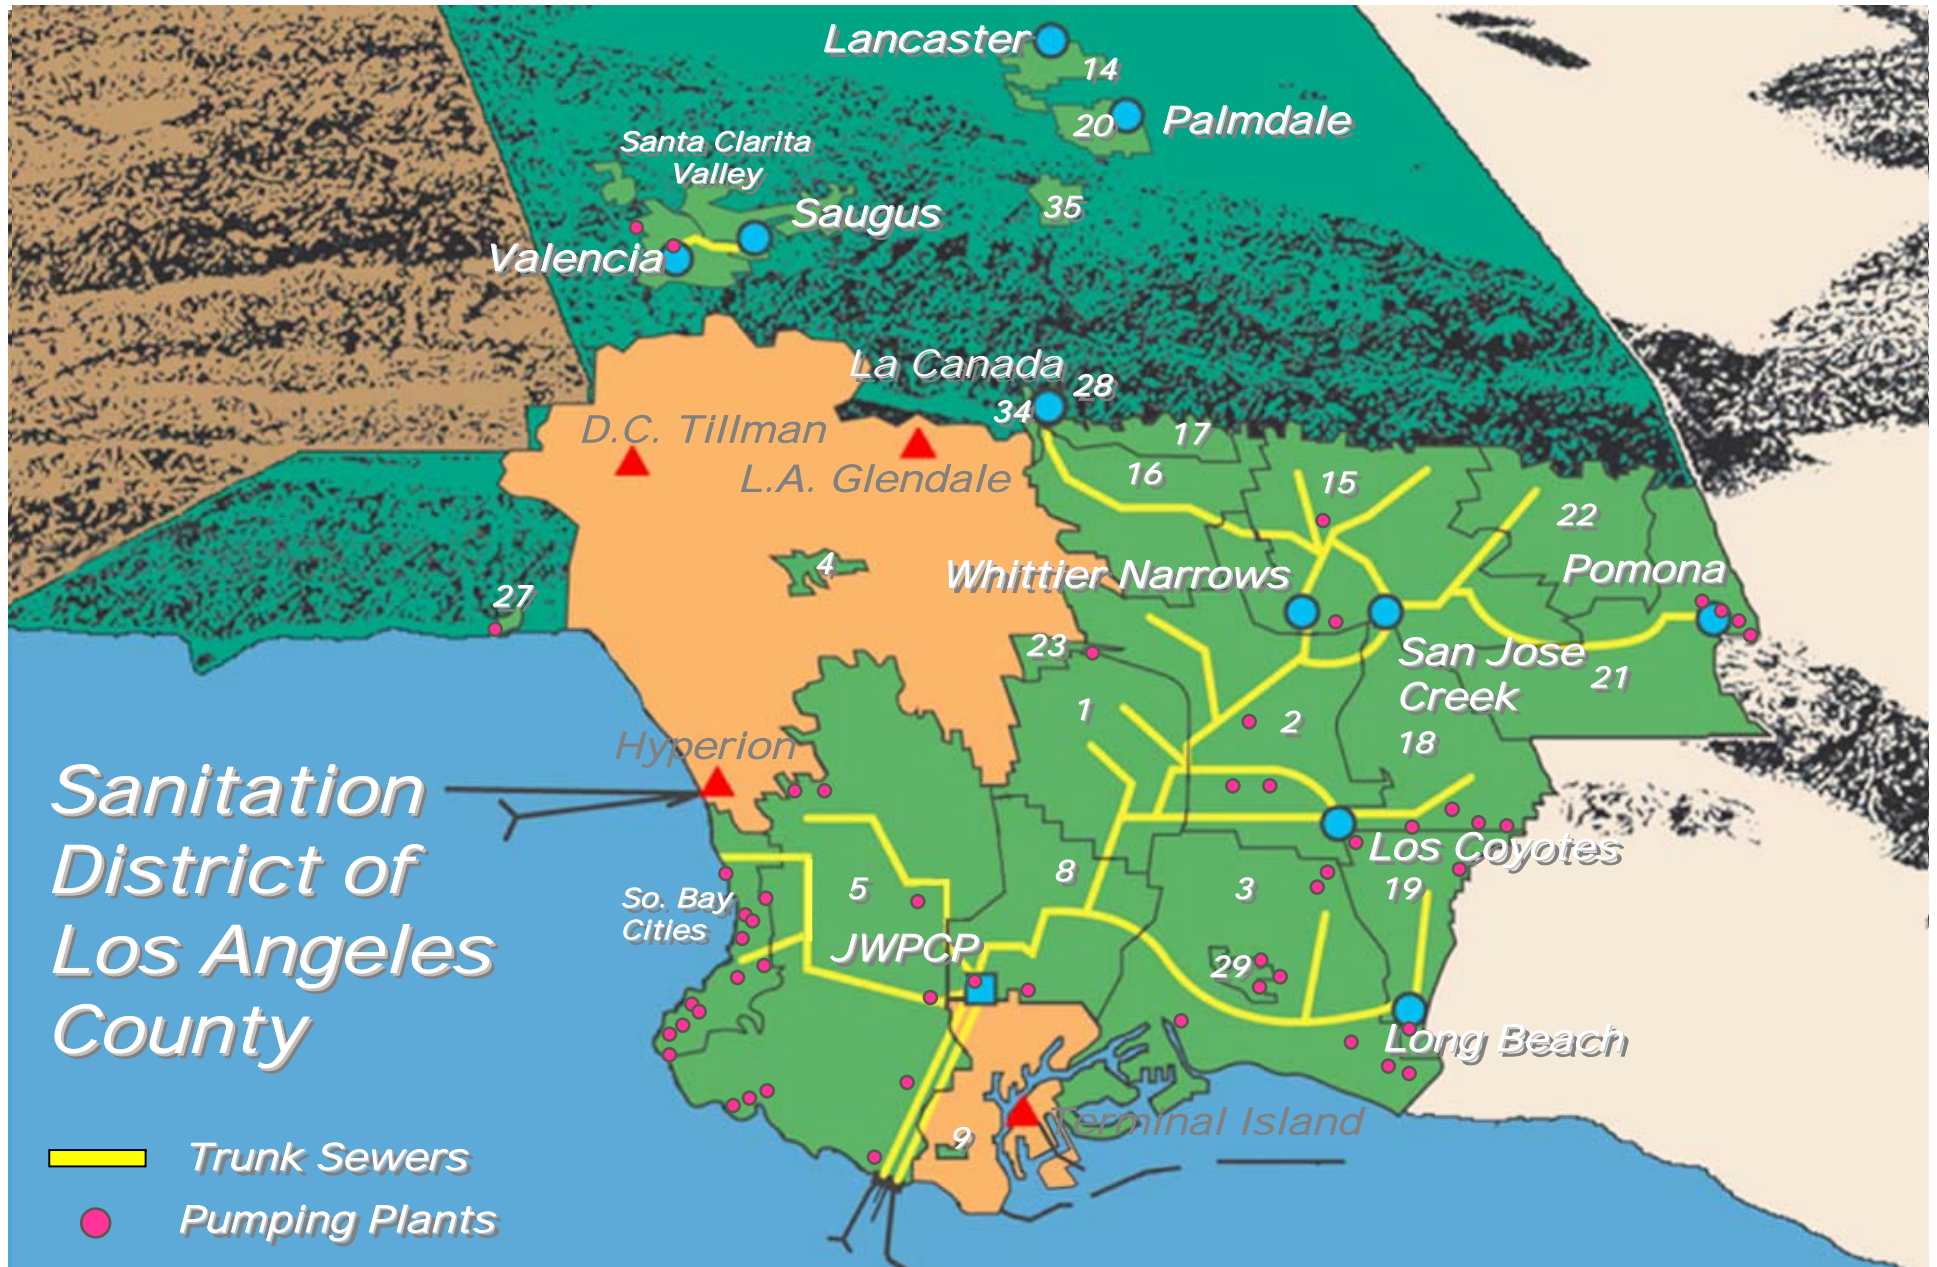 Lancaster
14
20
Palmdale
Santa Clarita
Valley
35
Saugus
Valencia
La Canada
28
34
D.C. Tillman
17
L.A. Glendale
16
15
22
4
Whittier Narrows
Pomona
27
23
San Jose
Creek
21
1
2
18
Hyperion
Sanitation
District of
Los Angeles
County
Los Coyotes
8
5
3
19
So. Bay
Cities
JWPCP
29
Long Beach
Terminal Island
9
Trunk Sewers
Pumping Plants